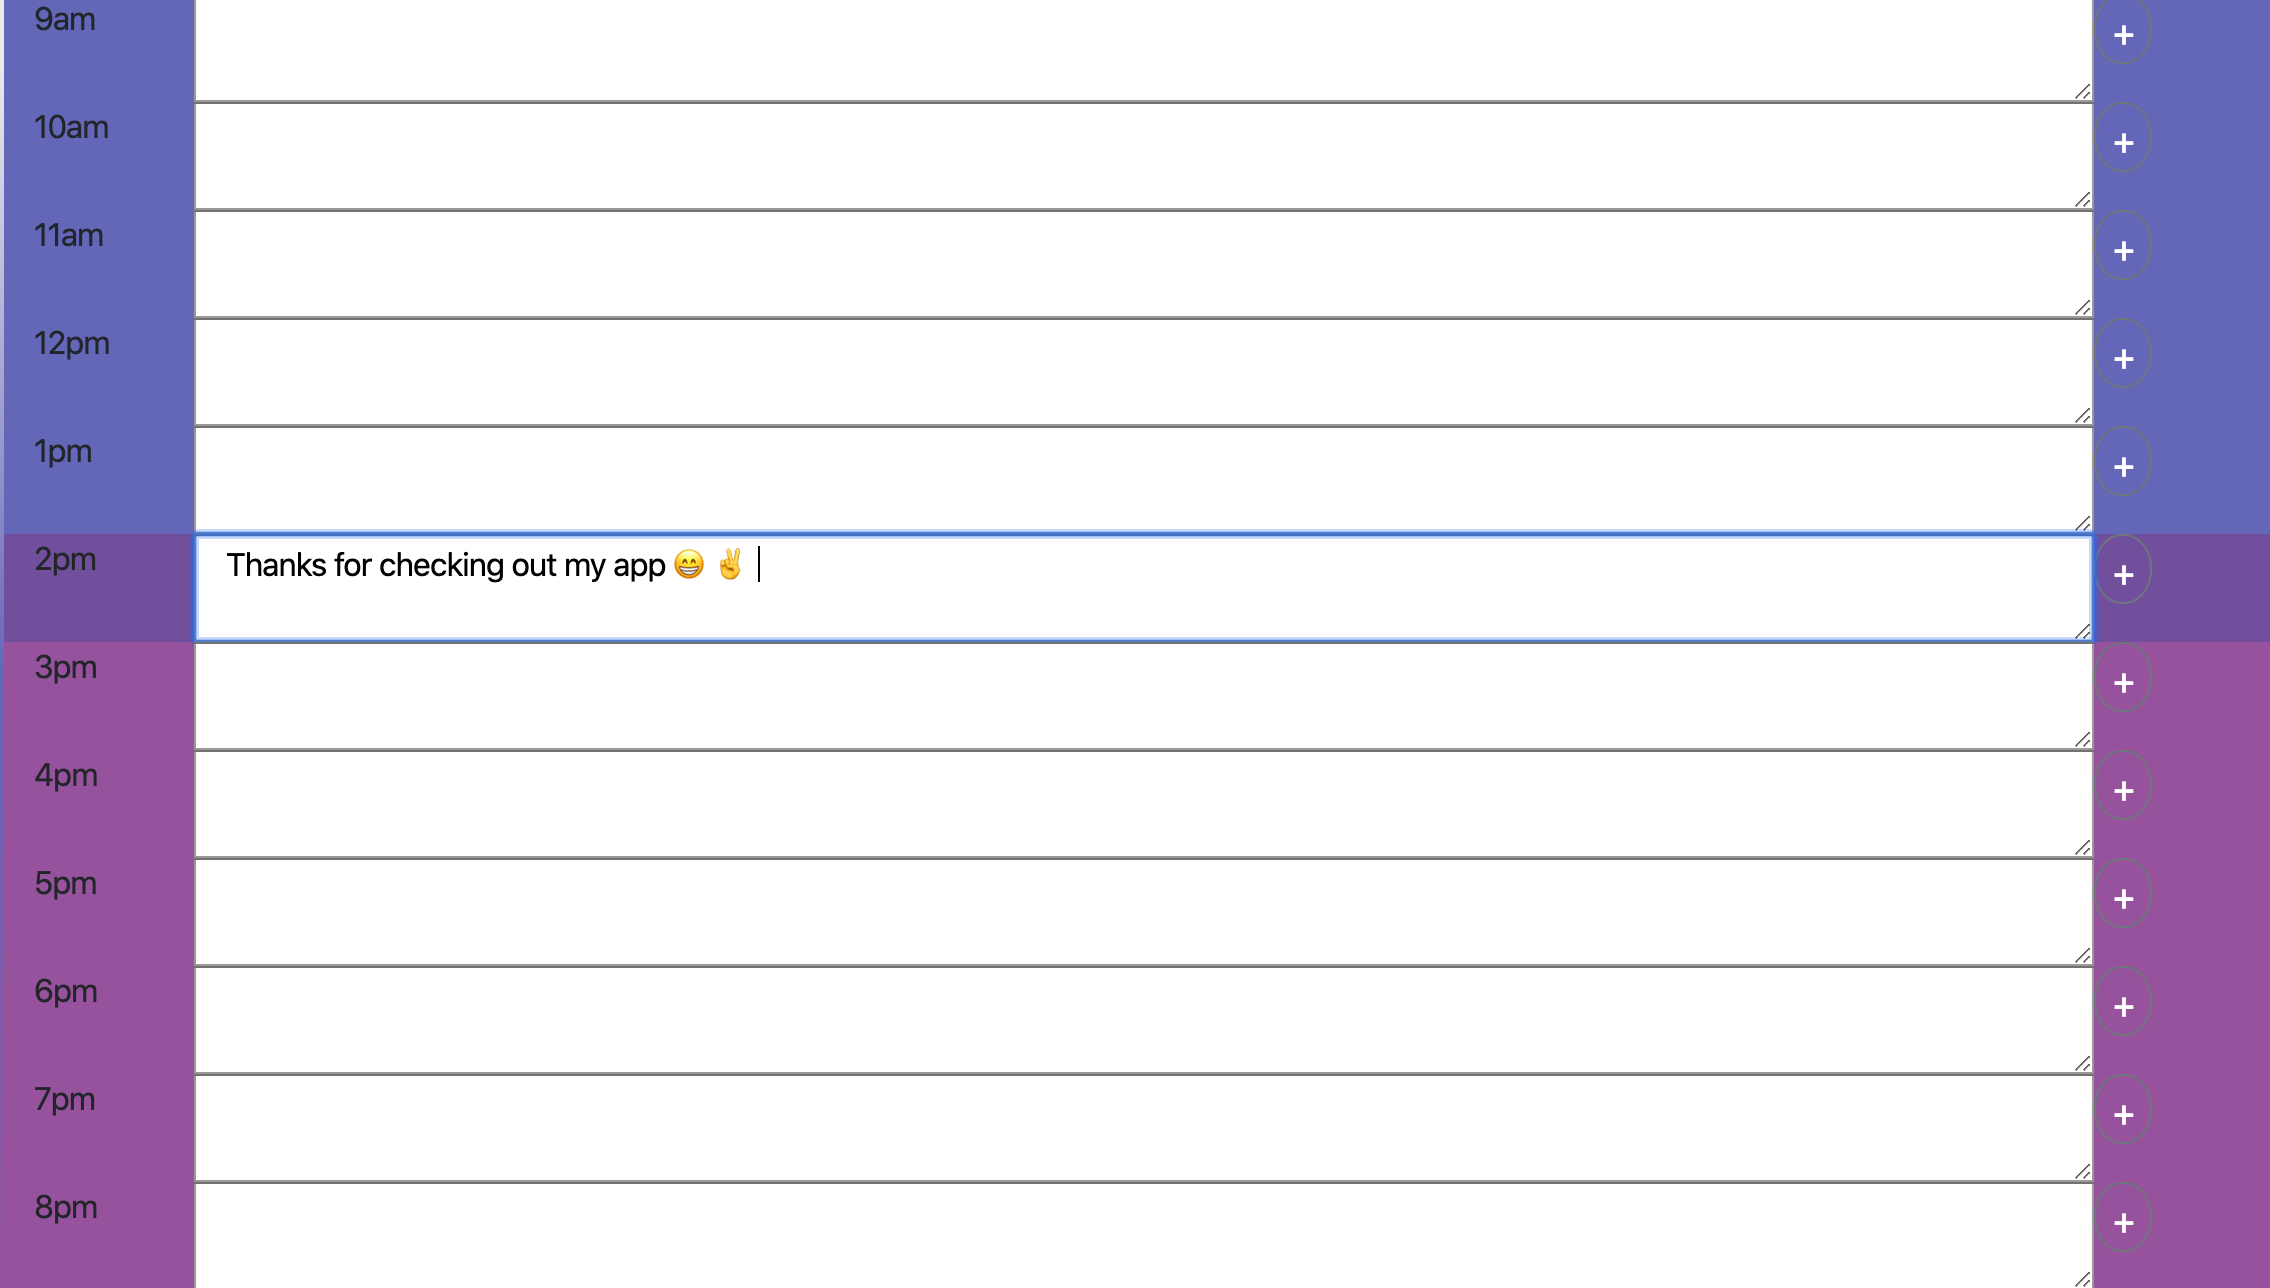 9am
+
10am
+
11am
+
12pm
+
1pm
+
2pm Thanks for checking out my app 😁 ✌️
+
3pm
+
4pm
+
5pm
+
6pm
+
7pm
+
8pm
+